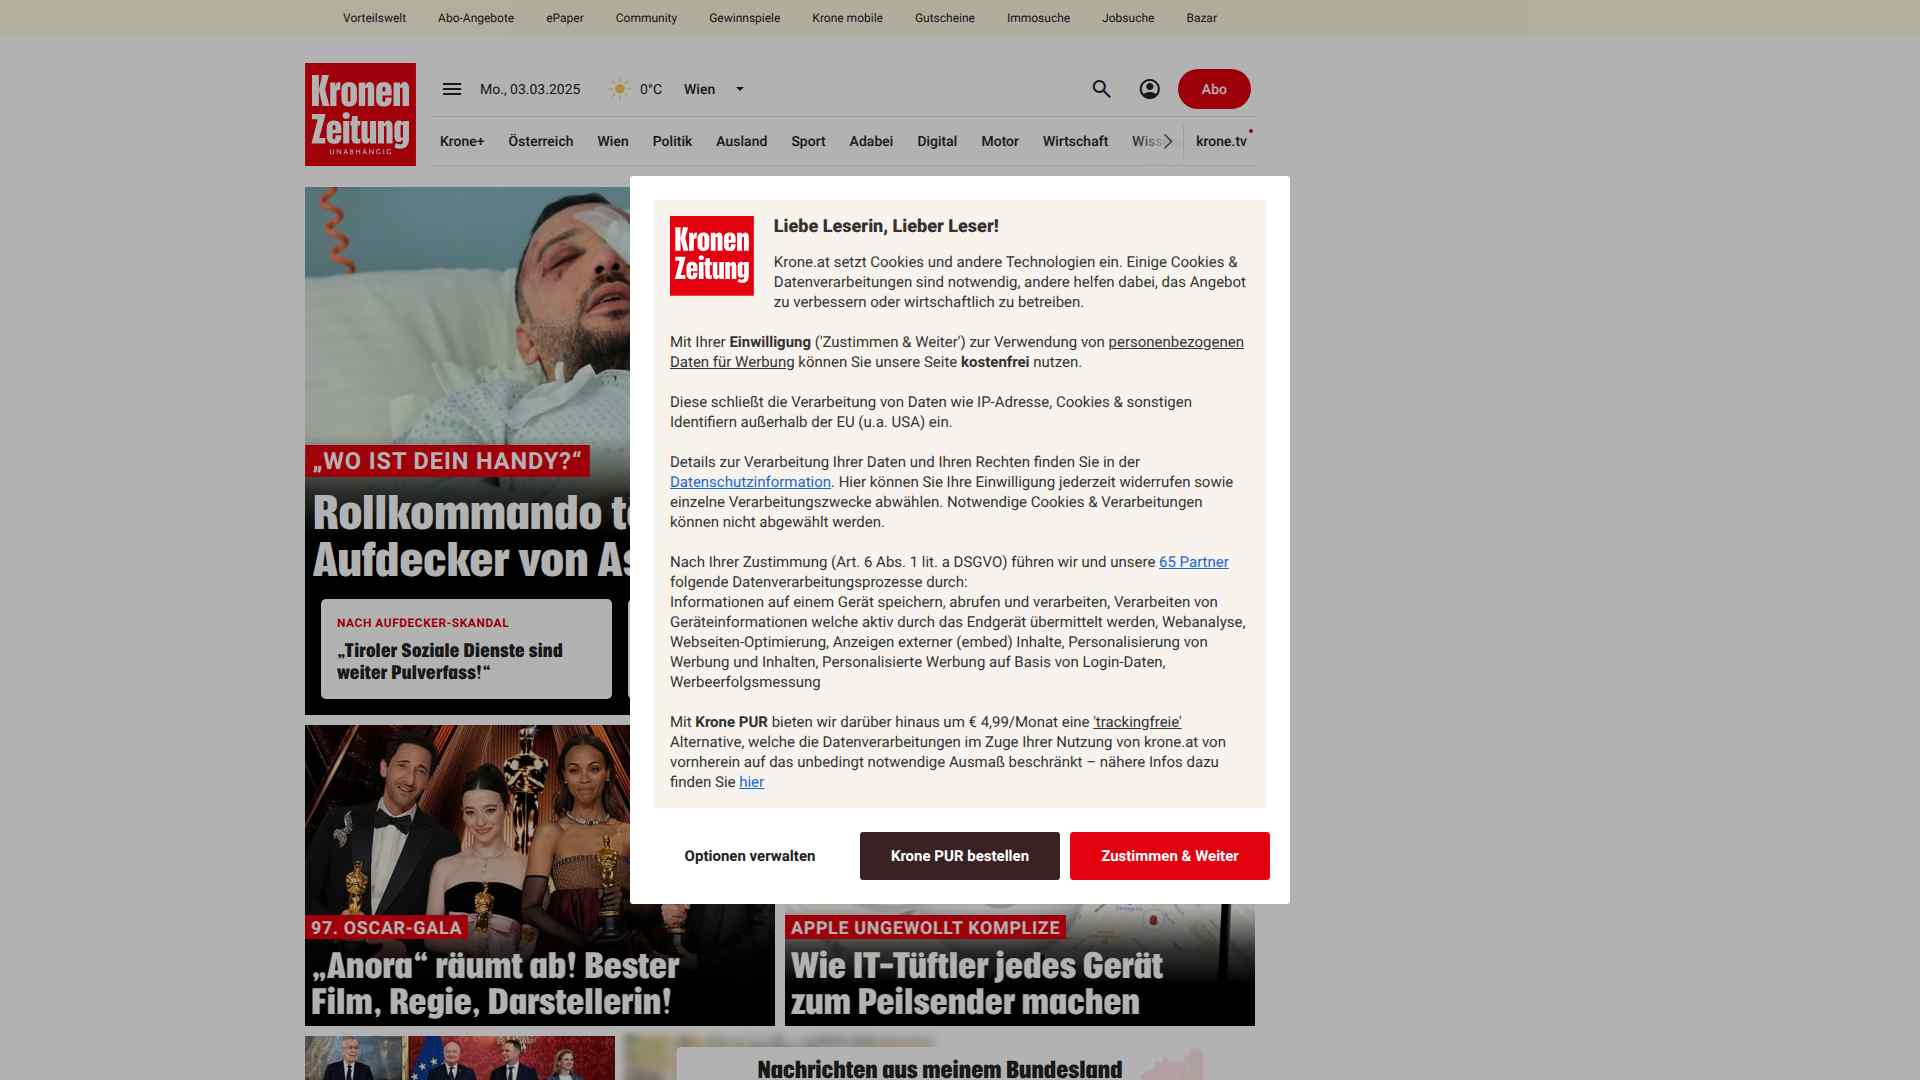 Vorteilswelt Abo-Angebote ePaper Community Gewinnspiele Krone mobile Gutscheine Immosuche Jobsuche Bazar
Kronen
Zeitung
UNABHÄNGIG
Mo., 03.03.2025 0°C Wien
Abo
Krone+ Österreich Wien Politik Ausland Sport Adabei Digital Motor Wirtschaft Wiss krone.tv
„WO IST DEIN HANDY?“
Rollkommando
Aufdecker von
NACH AUFDECKER-SKANDAL
„Tiroler Soziale Dienste sind
weiter Pulverfass!“
Kronen
Zeitung
Liebe Leserin, Lieber Leser!
Krone.at setzt Cookies und andere Technologien ein. Einige Cookies &
Datenverarbeitungen sind notwendig, andere helfen dabei, das Angebot
zu verbessern oder wirtschaftlich zu betreiben.
Mit Ihrer Einwilligung ('Zustimmen & Weiter') zur Verwendung von personenbezogenen
Daten für Werbung können Sie unsere Seite kostenfrei nutzen.
Diese schließt die Verarbeitung von Daten wie IP-Adresse, Cookies & sonstigen
Identifiern außerhalb der EU (u.a. USA) ein.
Details zur Verarbeitung Ihrer Daten und Ihren Rechten finden Sie in der
Datenschutzinformation. Hier können Sie Ihre Einwilligung jederzeit widerrufen sowie
einzelne Verarbeitungszwecke abwählen. Notwendige Cookies & Verarbeitungen
können nicht abgewählt werden.
Nach Ihrer Zustimmung (Art. 6 Abs. 1 lit. a DSGVO) führen wir und unsere 65 Partner
folgende Datenverarbeitungsprozesse durch:
Informationen auf einem Gerät speichern, abrufen und verarbeiten, Verarbeiten von
Geräteinformationen welche aktiv durch das Endgerät übermittelt werden, Webanalyse,
Webseiten-Optimierung, Anzeigen externer (embed) Inhalte, Personalisierung von
Werbung und Inhalten, Personalisierte Werbung auf Basis von Login-Daten,
Werbeerfolgsmessung
Mit Krone PUR bieten wir darüber hinaus um € 4,99/Monat eine 'trackingfreie'
Alternative, welche die Datenverarbeitungen im Zuge Ihrer Nutzung von krone.at von
vornherein auf das unbedingt notwendige Ausmaß beschränkt – nähere Infos dazu
finden Sie hier
Optionen verwalten Krone PUR bestellen Zustimmen & Weiter
97. OSCAR-GALA
„Anora“ räumt ab! Bester
Film, Regie, Darstellerin!
APPLE UNGEWOLLT KOMPLIZE
Wie IT-Tüftler jedes Gerät
zum Peilsender machen
Nachrichten aus meinem Bundesland